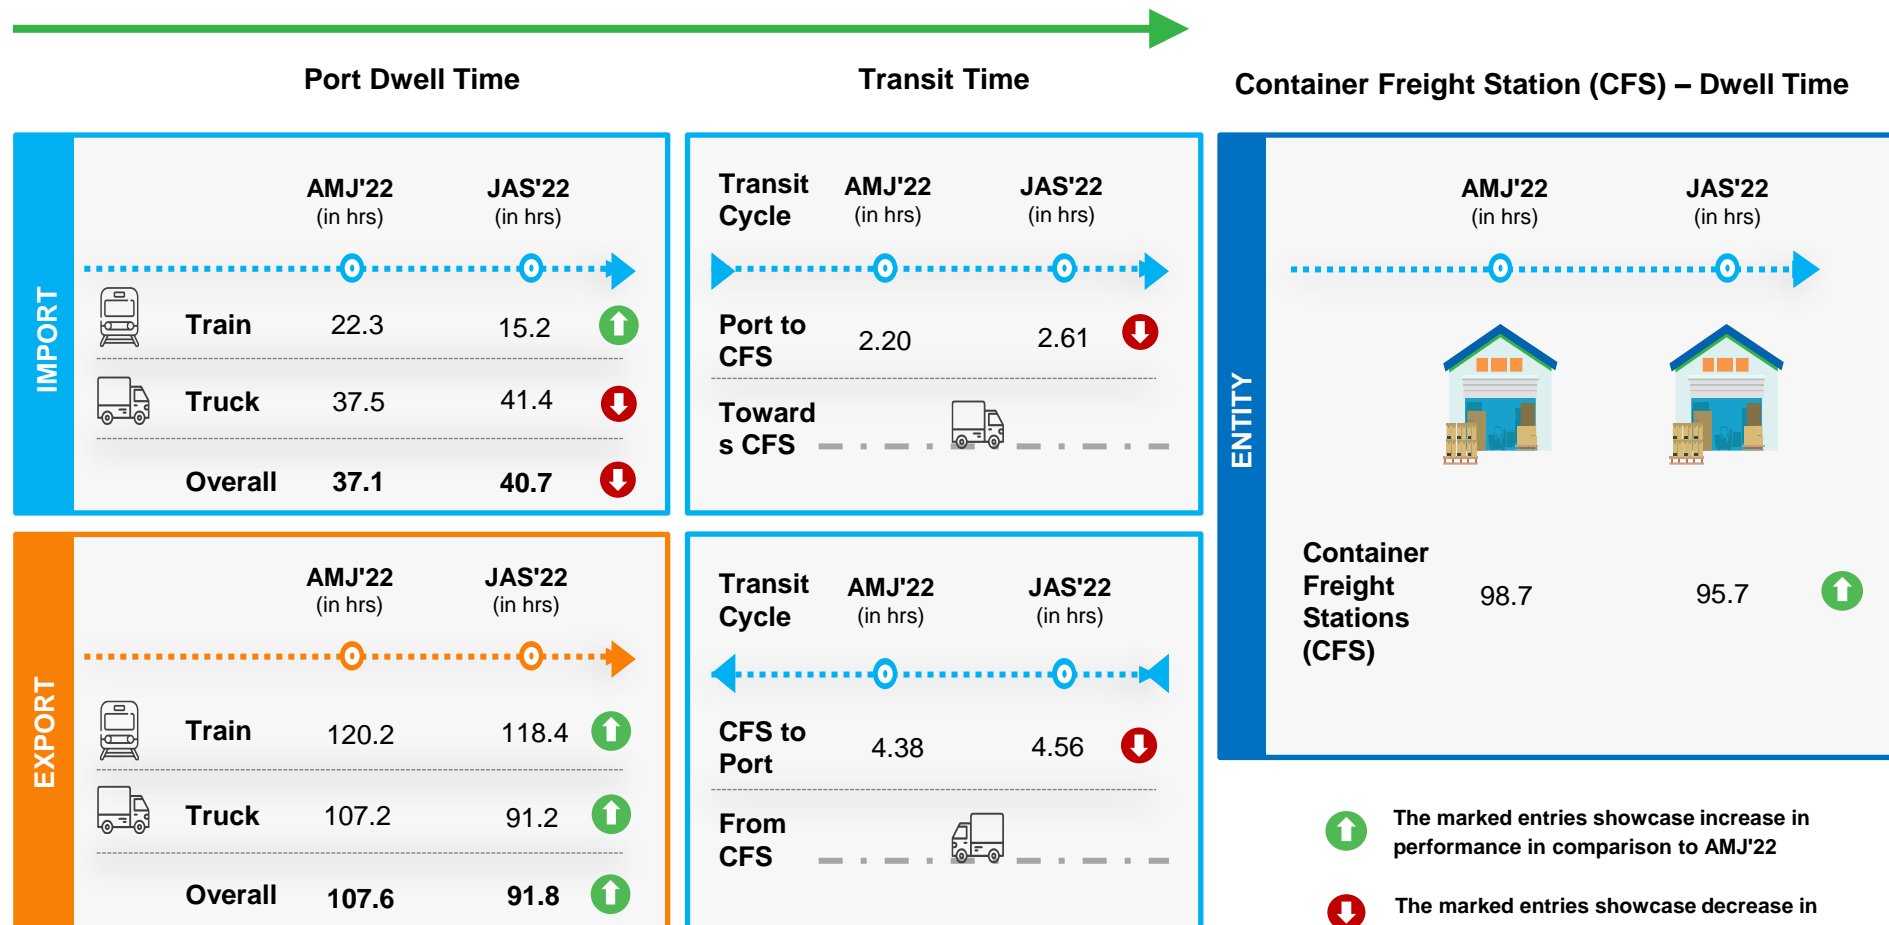 Port Dwell Time
Transit Time
Container Freight Station (CFS) – Dwell Time
IMPORT
AMJ'22 JAS'22
(in hrs) (in hrs)
Train 22.3 15.2
Truck 37.5 41.4
Overall 37.1 40.7
Transit AMJ'22 JAS'22
Cycle (in hrs) (in hrs)
Port to
CFS 2.20 2.61
Toward
s CFS
ENTITY
AMJ'22 JAS'22
(in hrs) (in hrs)
Container
Freight
Stations
(CFS)
98.7 95.7
EXPORT
AMJ'22 JAS'22
(in hrs) (in hrs)
Train 120.2 118.4
Truck 107.2 91.2
Overall 107.6 91.8
Transit AMJ'22 JAS'22
Cycle (in hrs) (in hrs)
CFS to
Port 4.38 4.56
From
CFS
The marked entries showcase increase in
performance in comparison to AMJ'22
The marked entries showcase decrease in